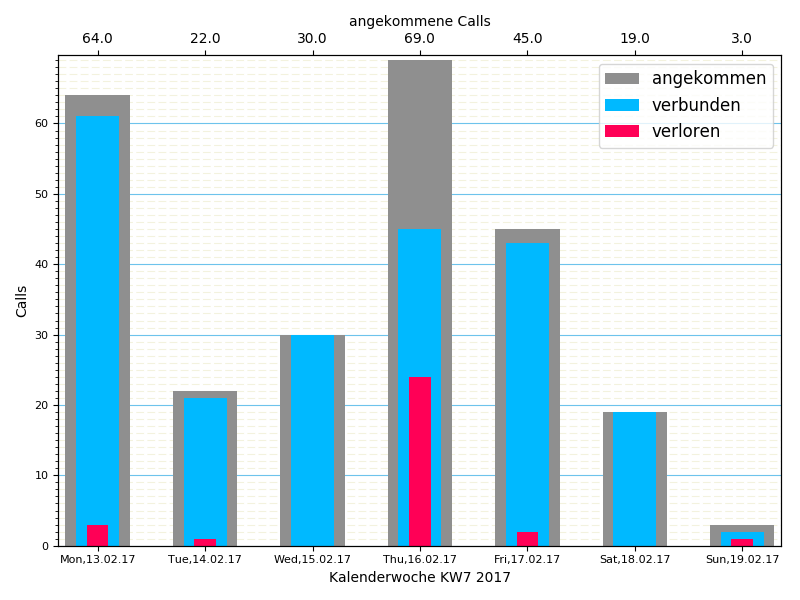 angekommene Calls
64.0 22.0 30.0 69.0 45.0 19.0 3.0
angekommen
verbunden
verloren
60
50
40
30
20
10
0
Calls
Mon,13.02.17 Tue,14.02.17 Wed,15.02.17 Thu,16.02.17 Fri,17.02.17 Sat,18.02.17 Sun,19.02.17
Kalenderwoche KW7 2017